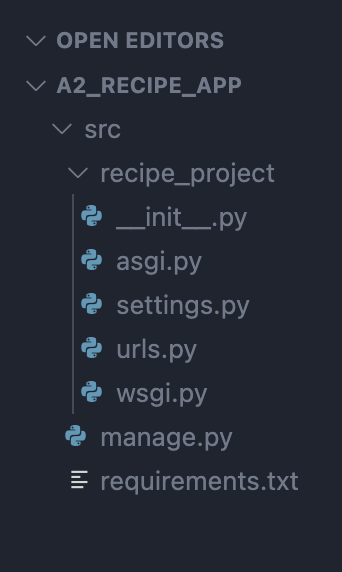 OPEN EDITORS
A2_RECIPE_APP
src
recipe_project
__init__.py
asgi.py
settings.py
urls.py
wsgi.py
manage.py
requirements.txt